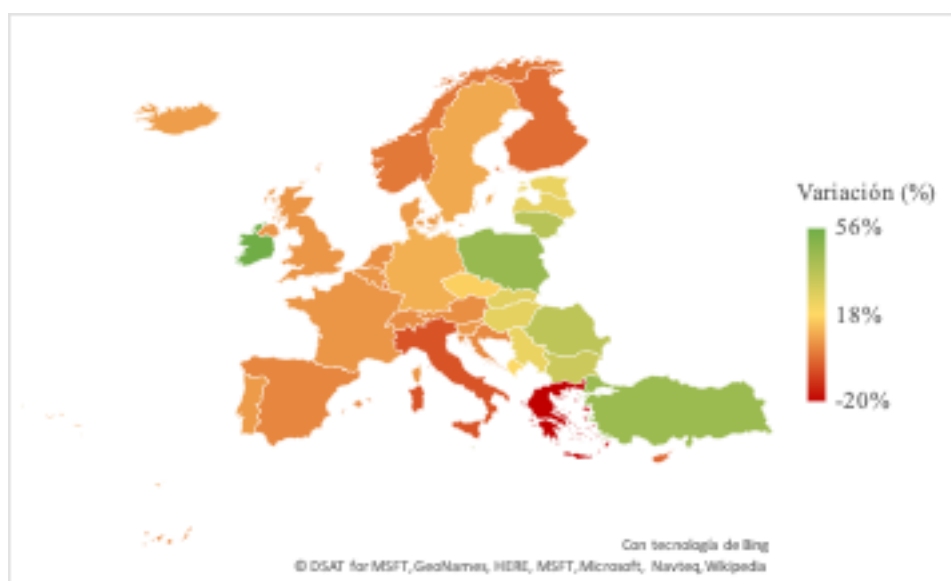 Variación (%)
56%
18%
-20%
Con tecnología de Bing
© DSAT for MSFT, GeoNames, HERE, MSFT, Microsoft, Navteq, Wikipedia